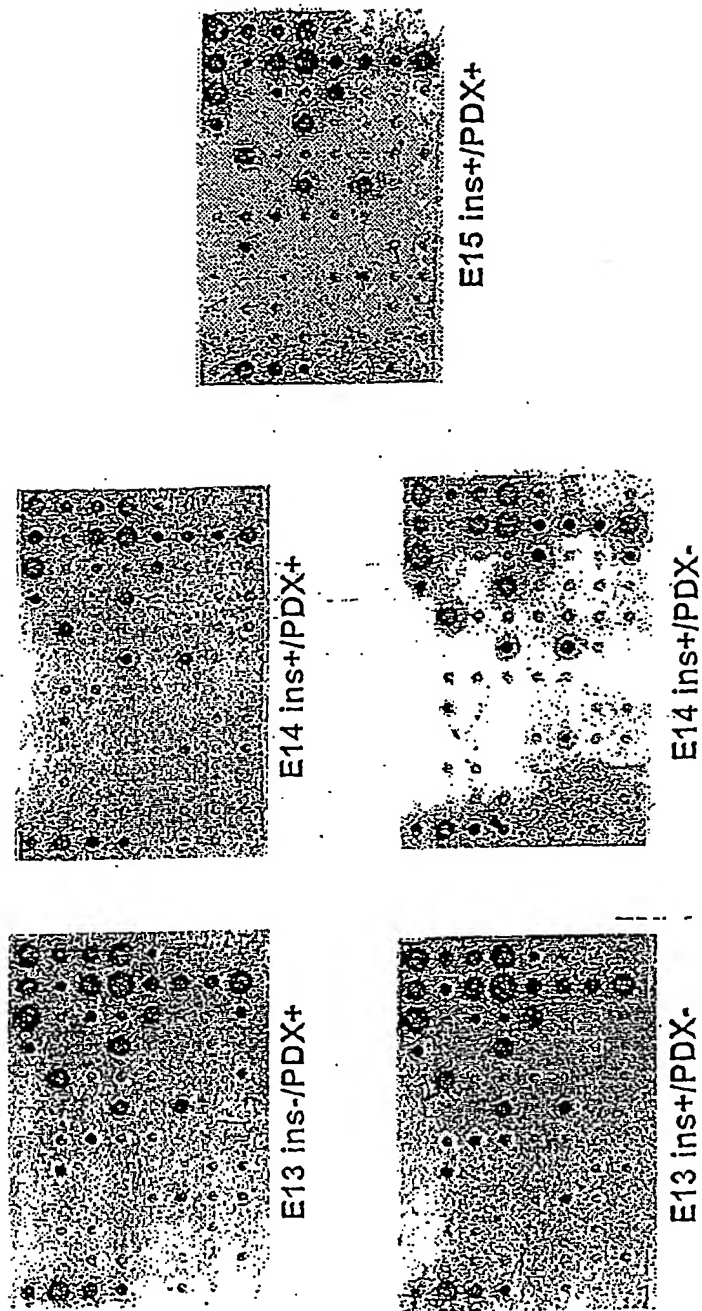 E13 ins-/PDX+
E14 ins+/PDX+
E15 ins+/PDX+
E13 ins+/PDX-
E14 ins+/PDX-